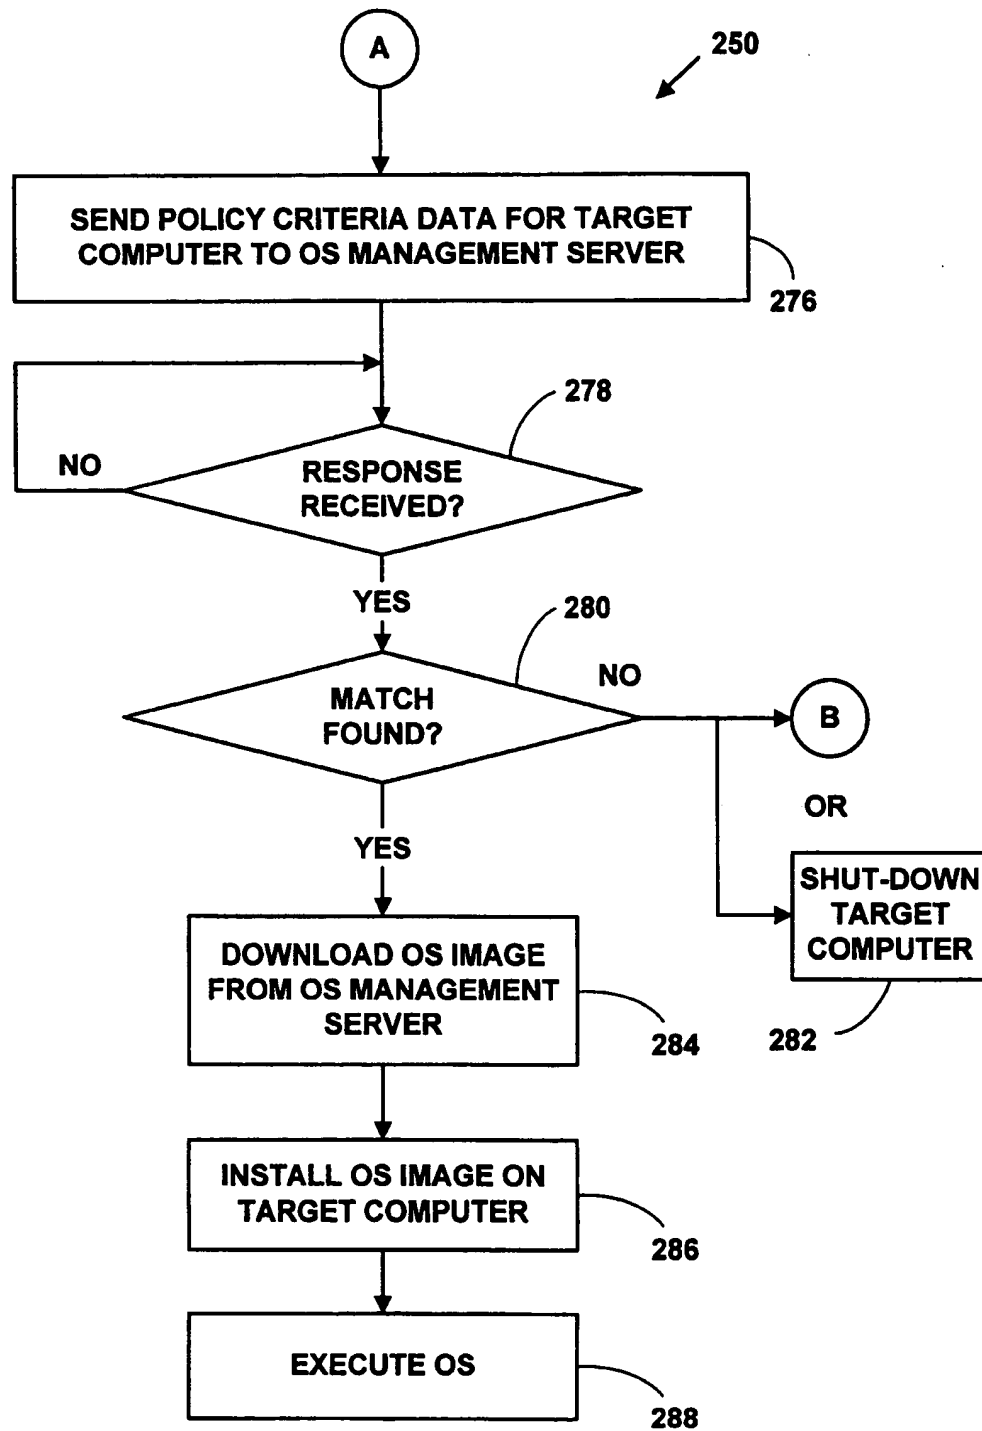 A
250
SEND POLICY CRITERIA DATA FOR TARGET
COMPUTER TO OS MANAGEMENT SERVER
276
278
NO
RESPONSE
RECEIVED?
YES
280
NO
MATCH
FOUND?
B
OR
YES
SHUT-DOWN
TARGET
COMPUTER
282
DOWNLOAD OS IMAGE
FROM OS MANAGEMENT
SERVER
284
INSTALL OS IMAGE ON
TARGET COMPUTER
286
EXECUTE OS
288